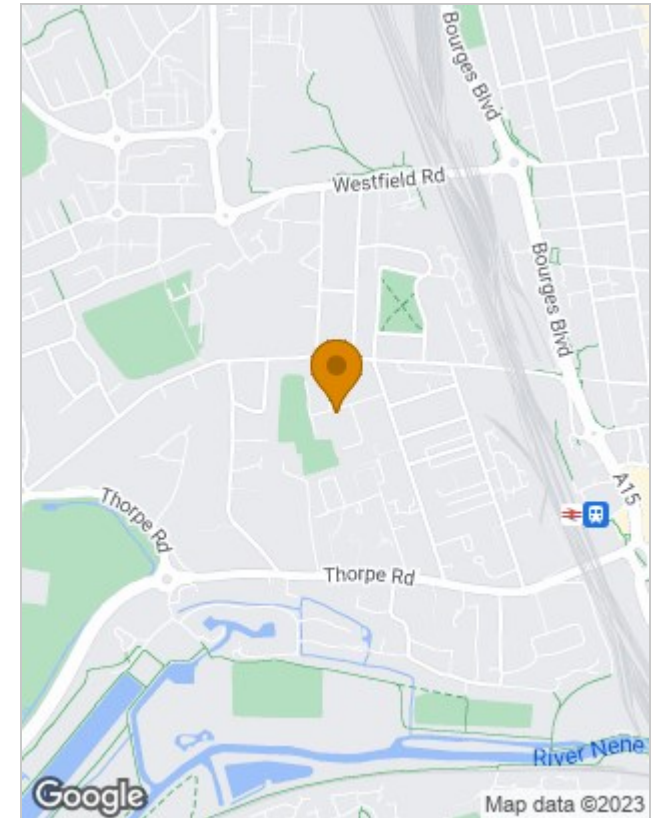 Bourges Blvd
Westfield Rd
Bourges Blvd
A15
Thorpe Rd
Thorpe Rd
River Nene
Google
Map data ©2023